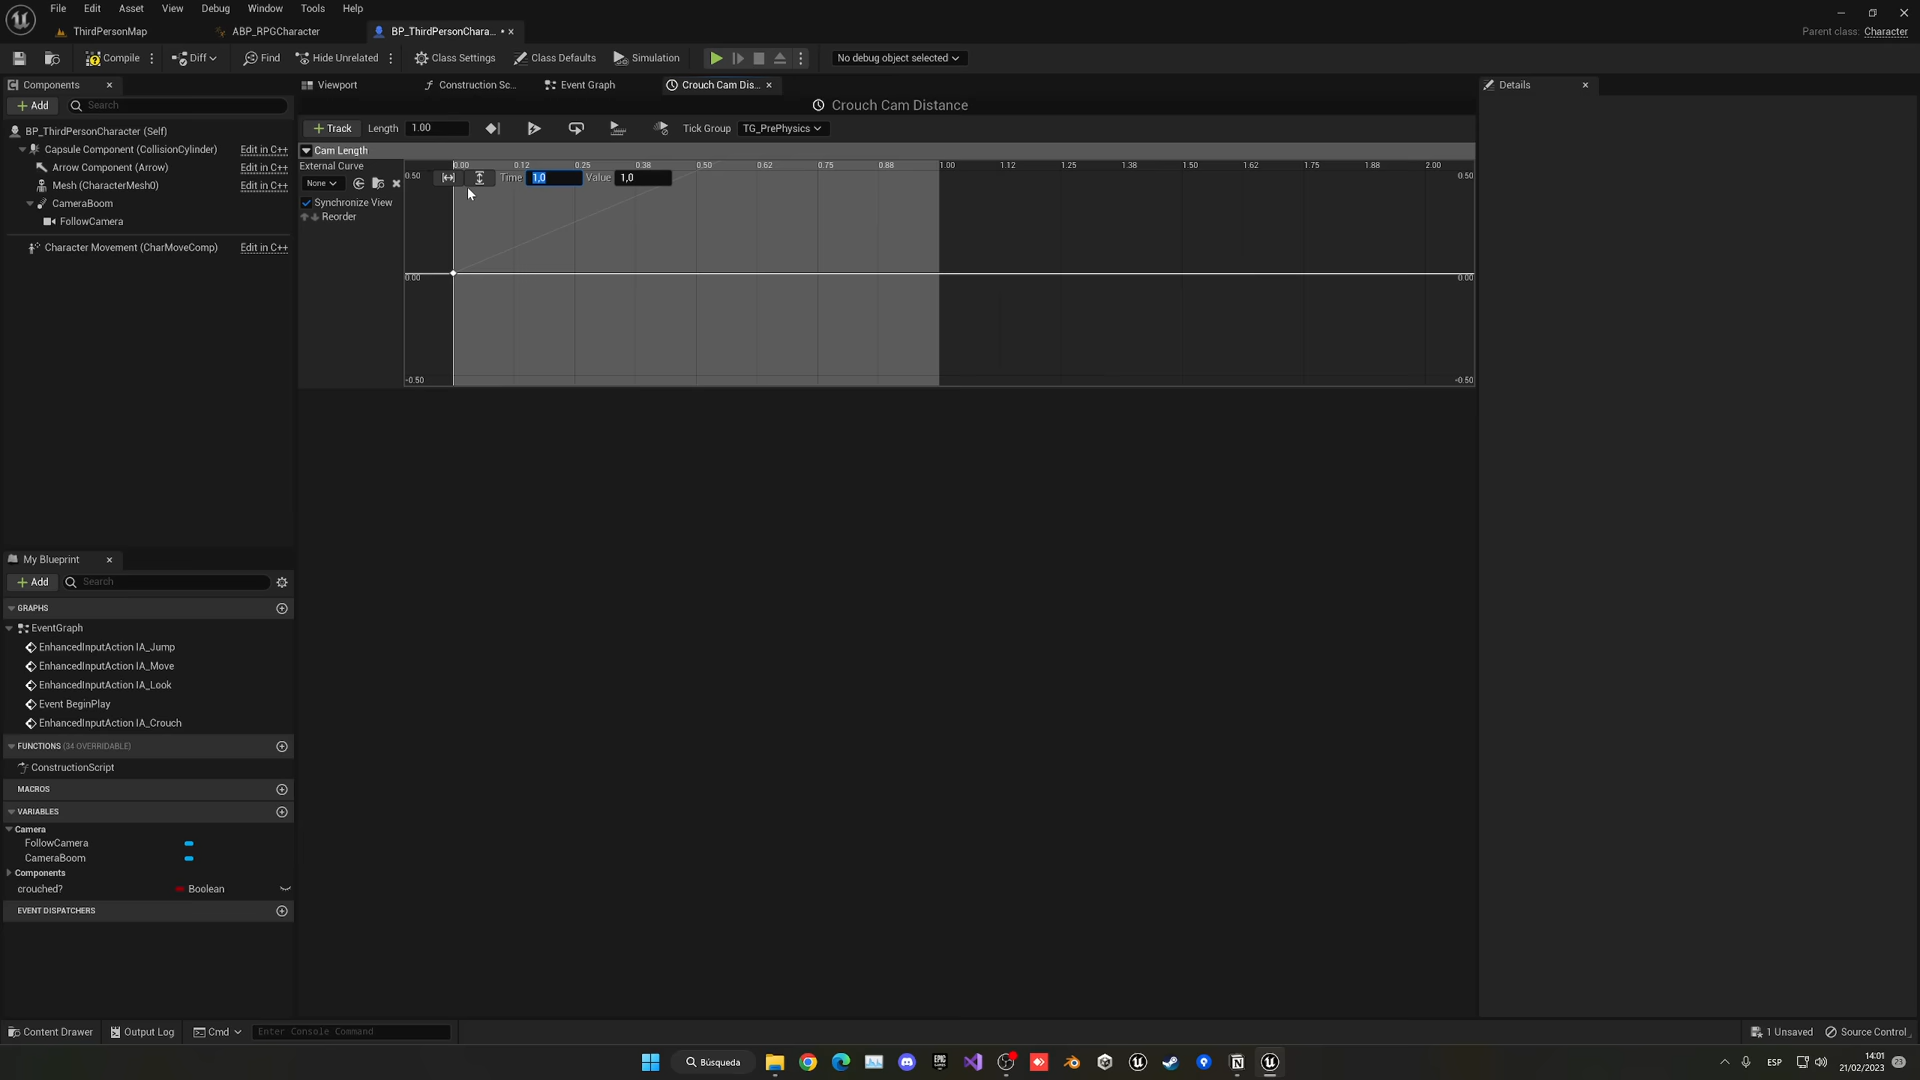 File Edit Asset View Debug Window Tools Help
ThirdPersonMap ABP_RPGCharacter BP_ThirdPersonChara... * ×
Parent class: Character
Compile Diff Find Hide Unrelated Class Settings Class Defaults Simulation No debug object selected
Components
Viewport Construction Sc... Event Graph Crouch Cam Dis...
Details
+ Add Search
Crouch Cam Distance
BP_ThirdPersonCharacter (Self)
+ Track Length 1.00 Tick Group TG_PrePhysics
Capsule Component (CollisionCylinder) Edit in C++
Cam Length
Arrow Component (Arrow) Edit in C++
External Curve
0.00 0.12 0.25 0.38 0.50 0.62 0.75 0.88 1.00 1.12 1.25 1.38 1.50 1.62 1.75 1.88 2.00
None
0.50 Time 1,0 Value 1,0 0.50
Mesh (CharacterMesh0) Edit in C++
CameraBoom
Synchronize View
Reorder
FollowCamera
Character Movement (CharMoveComp) Edit in C++
0.00 0.00
-0.50 -0.50
My Blueprint
+ Add Search
GRAPHS
EventGraph
EnhancedInputAction IA_Jump
EnhancedInputAction IA_Move
EnhancedInputAction IA_Look
Event BeginPlay
EnhancedInputAction IA_Crouch
FUNCTIONS (34 OVERRIDABLE)
ConstructionScript
MACROS
VARIABLES
Camera
FollowCamera
CameraBoom
Components
crouched? Boolean
EVENT DISPATCHERS
Content Drawer Output Log Cmd Enter Console Command 1 Unsaved Source Control
Búsqueda
ESP
14:01
21/02/2023
23